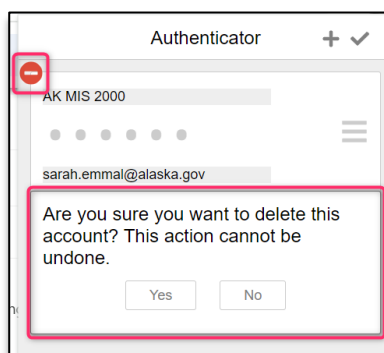 Authenticator
AK MIS 2000
sarah.emmal@alaska.gov
Are you sure you want to delete this
account? This action cannot be
undone.
Yes No